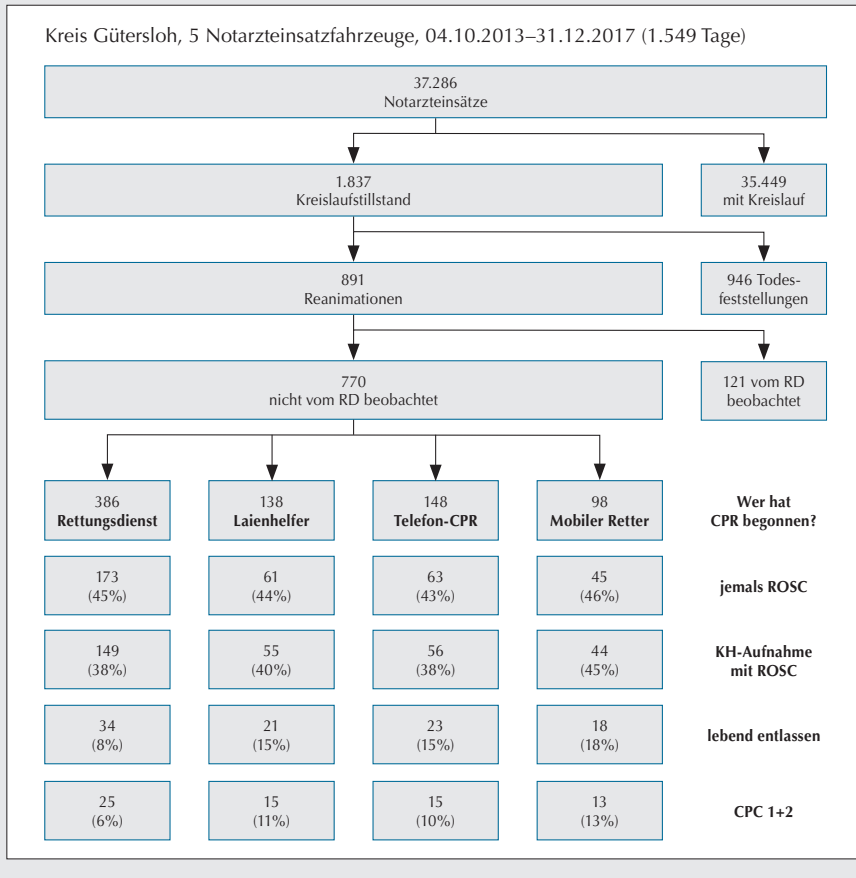 Kreis Gütersloh, 5 Notarzteinsatzfahrzeuge, 04.10.2013–31.12.2017 (1.549 Tage)
37.286
Notarzteinsätze
1.837
Kreislaufstillstand
35.449
mit Kreislauf
891
Reanimationen
946 Todes-
feststellungen
770
nicht vom RD beobachtet
121 vom RD
beobachtet
386
Rettungsdienst
138
Laienhelfer
148
Telefon-CPR
98
Mobiler Retter
Wer hat
CPR begonnen?
173
(45%)
61
(44%)
63
(43%)
45
(46%)
jemals ROSC
149
(38%)
55
(40%)
56
(38%)
44
(45%)
KH-Aufnahme
mit ROSC
34
(8%)
21
(15%)
23
(15%)
18
(18%)
lebend entlassen
25
(6%)
15
(11%)
15
(10%)
13
(13%)
CPC 1+2